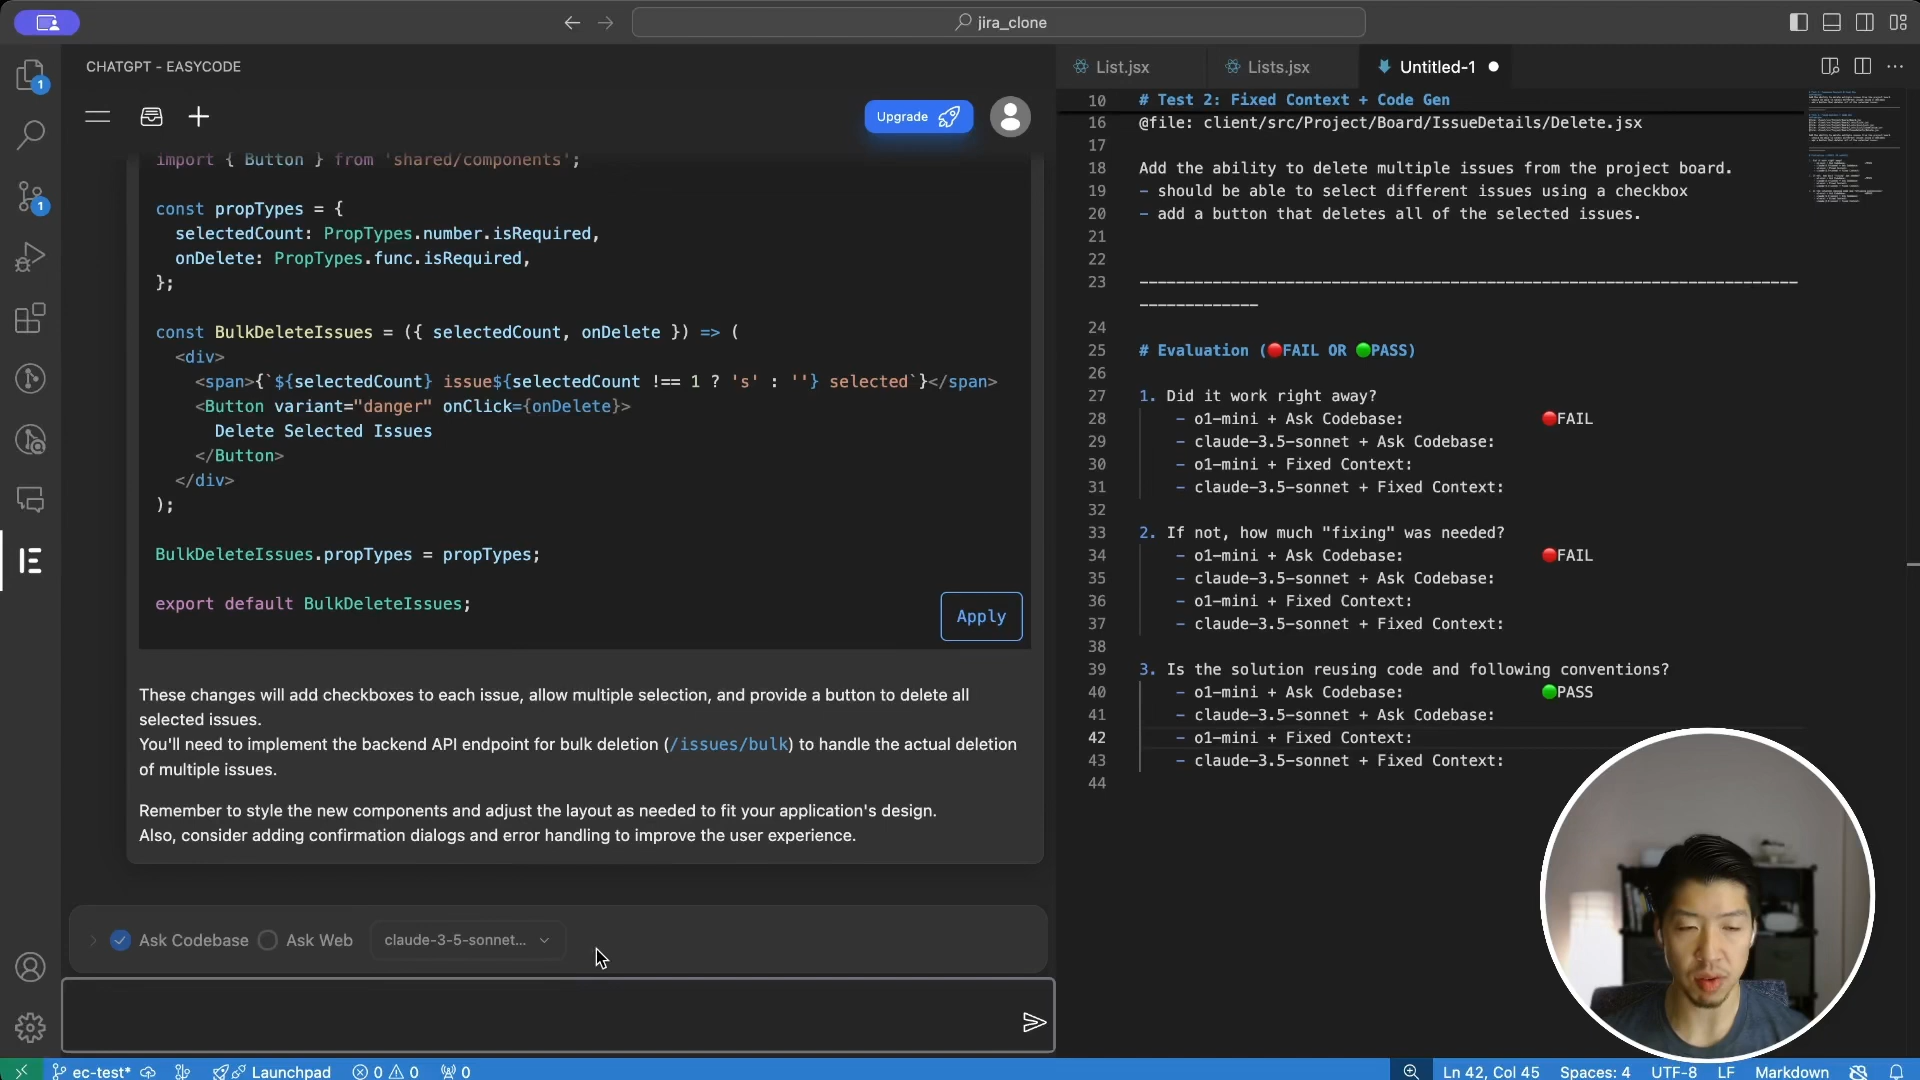 jira_clone
CHATGPT - EASYCODE
Upgrade
import { Button } from 'shared/components';
const propTypes = {
selectedCount: PropTypes.number.isRequired,
onDelete: PropTypes.func.isRequired,
};
const BulkDeleteIssues = ({ selectedCount, onDelete }) => (
<div>
<span>{`${selectedCount} issue${selectedCount !== 1 ? 's' : ''} selected`}</span>
<Button variant="danger" onClick={onDelete}>
Delete Selected Issues
</Button>
</div>
);
BulkDeleteIssues.propTypes = propTypes;
export default BulkDeleteIssues;
Apply
These changes will add checkboxes to each issue, allow multiple selection, and provide a button to delete all
selected issues.
You'll need to implement the backend API endpoint for bulk deletion (/issues/bulk) to handle the actual deletion
of multiple issues.
Remember to style the new components and adjust the layout as needed to fit your application's design.
Also, consider adding confirmation dialogs and error handling to improve the user experience.
Ask Codebase Ask Web claude-3-5-sonnet...
List.jsx Lists.jsx Untitled-1
10 # Test 2: Fixed Context + Code Gen
16 @file: client/src/Project/Board/IssueDetails/Delete.jsx
17
18 Add the ability to delete multiple issues from the project board.
19 - should be able to select different issues using a checkbox
20 - add a button that deletes all of the selected issues.
21
22
23 ------------------------------------------------------------------------
-------------
24
25 # Evaluation (🔴FAIL OR 🟢PASS)
26
27 1. Did it work right away?
28 - o1-mini + Ask Codebase: 🔴FAIL
29 - claude-3.5-sonnet + Ask Codebase:
30 - o1-mini + Fixed Context:
31 - claude-3.5-sonnet + Fixed Context:
32
33 2. If not, how much "fixing" was needed?
34 - o1-mini + Ask Codebase: 🔴FAIL
35 - claude-3.5-sonnet + Ask Codebase:
36 - o1-mini + Fixed Context:
37 - claude-3.5-sonnet + Fixed Context:
38
39 3. Is the solution reusing code and following conventions?
40 - o1-mini + Ask Codebase: 🟢PASS
41 - claude-3.5-sonnet + Ask Codebase:
42 - o1-mini + Fixed Context:
43 - claude-3.5-sonnet + Fixed Context:
44
1
1
ec-test* Launchpad 0 0 0 Ln 42, Col 45 Spaces: 4 UTF-8 LF Markdown